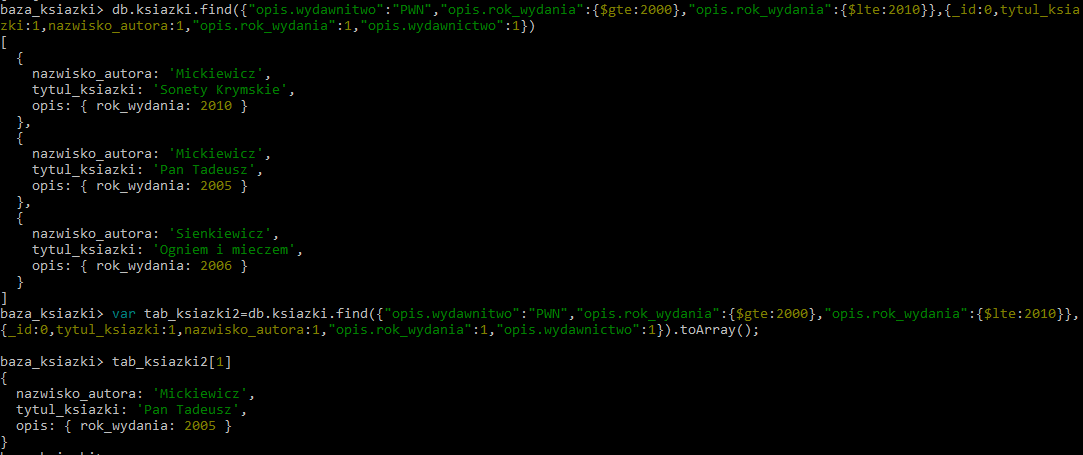 baza_ksiazki> db.ksiazki.find({"opis.wydawnitwo":"PWN","opis.rok_wydania":{$gte:2000},"opis.rok_wydania":{$lte:2010}},{_id:0,tytul_ksia
zki:1,nazwisko_autora:1,"opis.rok_wydania":1,"opis.wydawnictwo":1})
[
  {
    nazwisko_autora: 'Mickiewicz',
    tytul_ksiazki: 'Sonety Krymskie',
    opis: { rok_wydania: 2010 }
  },
  {
    nazwisko_autora: 'Mickiewicz',
    tytul_ksiazki: 'Pan Tadeusz',
    opis: { rok_wydania: 2005 }
  },
  {
    nazwisko_autora: 'Sienkiewicz',
    tytul_ksiazki: 'Ogniem i mieczem',
    opis: { rok_wydania: 2006 }
  }
]
baza_ksiazki> var tab_ksiazki2=db.ksiazki.find({"opis.wydawnitwo":"PWN","opis.rok_wydania":{$gte:2000},"opis.rok_wydania":{$lte:2010}},
{_id:0,tytul_ksiazki:1,nazwisko_autora:1,"opis.rok_wydania":1,"opis.wydawnictwo":1}).toArray();
baza_ksiazki> tab_ksiazki2[1]
{
  nazwisko_autora: 'Mickiewicz',
  tytul_ksiazki: 'Pan Tadeusz',
  opis: { rok_wydania: 2005 }
}